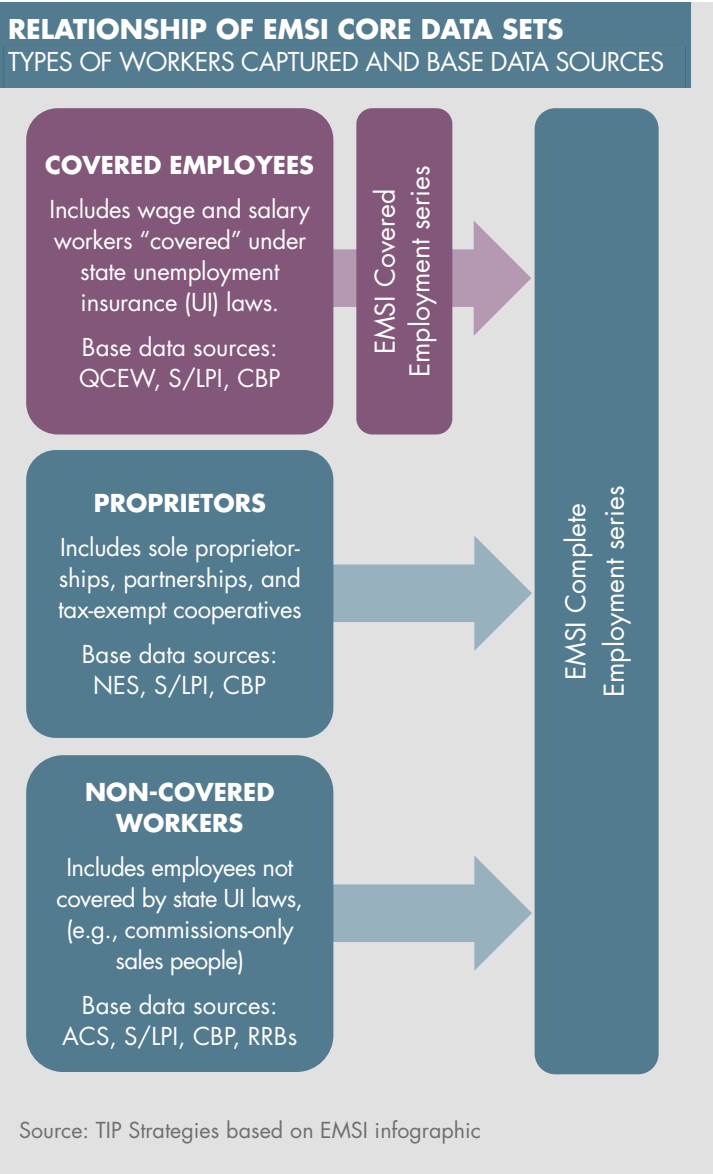 RELATIONSHIP OF EMSI CORE DATA SETS
TYPES OF WORKERS CAPTURED AND BASE DATA SOURCES
COVERED EMPLOYEES
Includes wage and salary
workers “covered” under
state unemployment
insurance (UI) laws.
Base data sources:
QCEW, S/LPI, CBP
EMSI Covered
Employment series
PROPRIETORS
Includes sole proprietor-
ships, partnerships, and
tax-exempt cooperatives
Base data sources:
NES, S/LPI, CBP
NON-COVERED
WORKERS
Includes employees not
covered by state UI laws,
(e.g., commissions-only
sales people)
Base data sources:
ACS, S/LPI, CBP, RRBs
EMSI Complete
Employment series
Source: TIP Strategies based on EMSI infographic